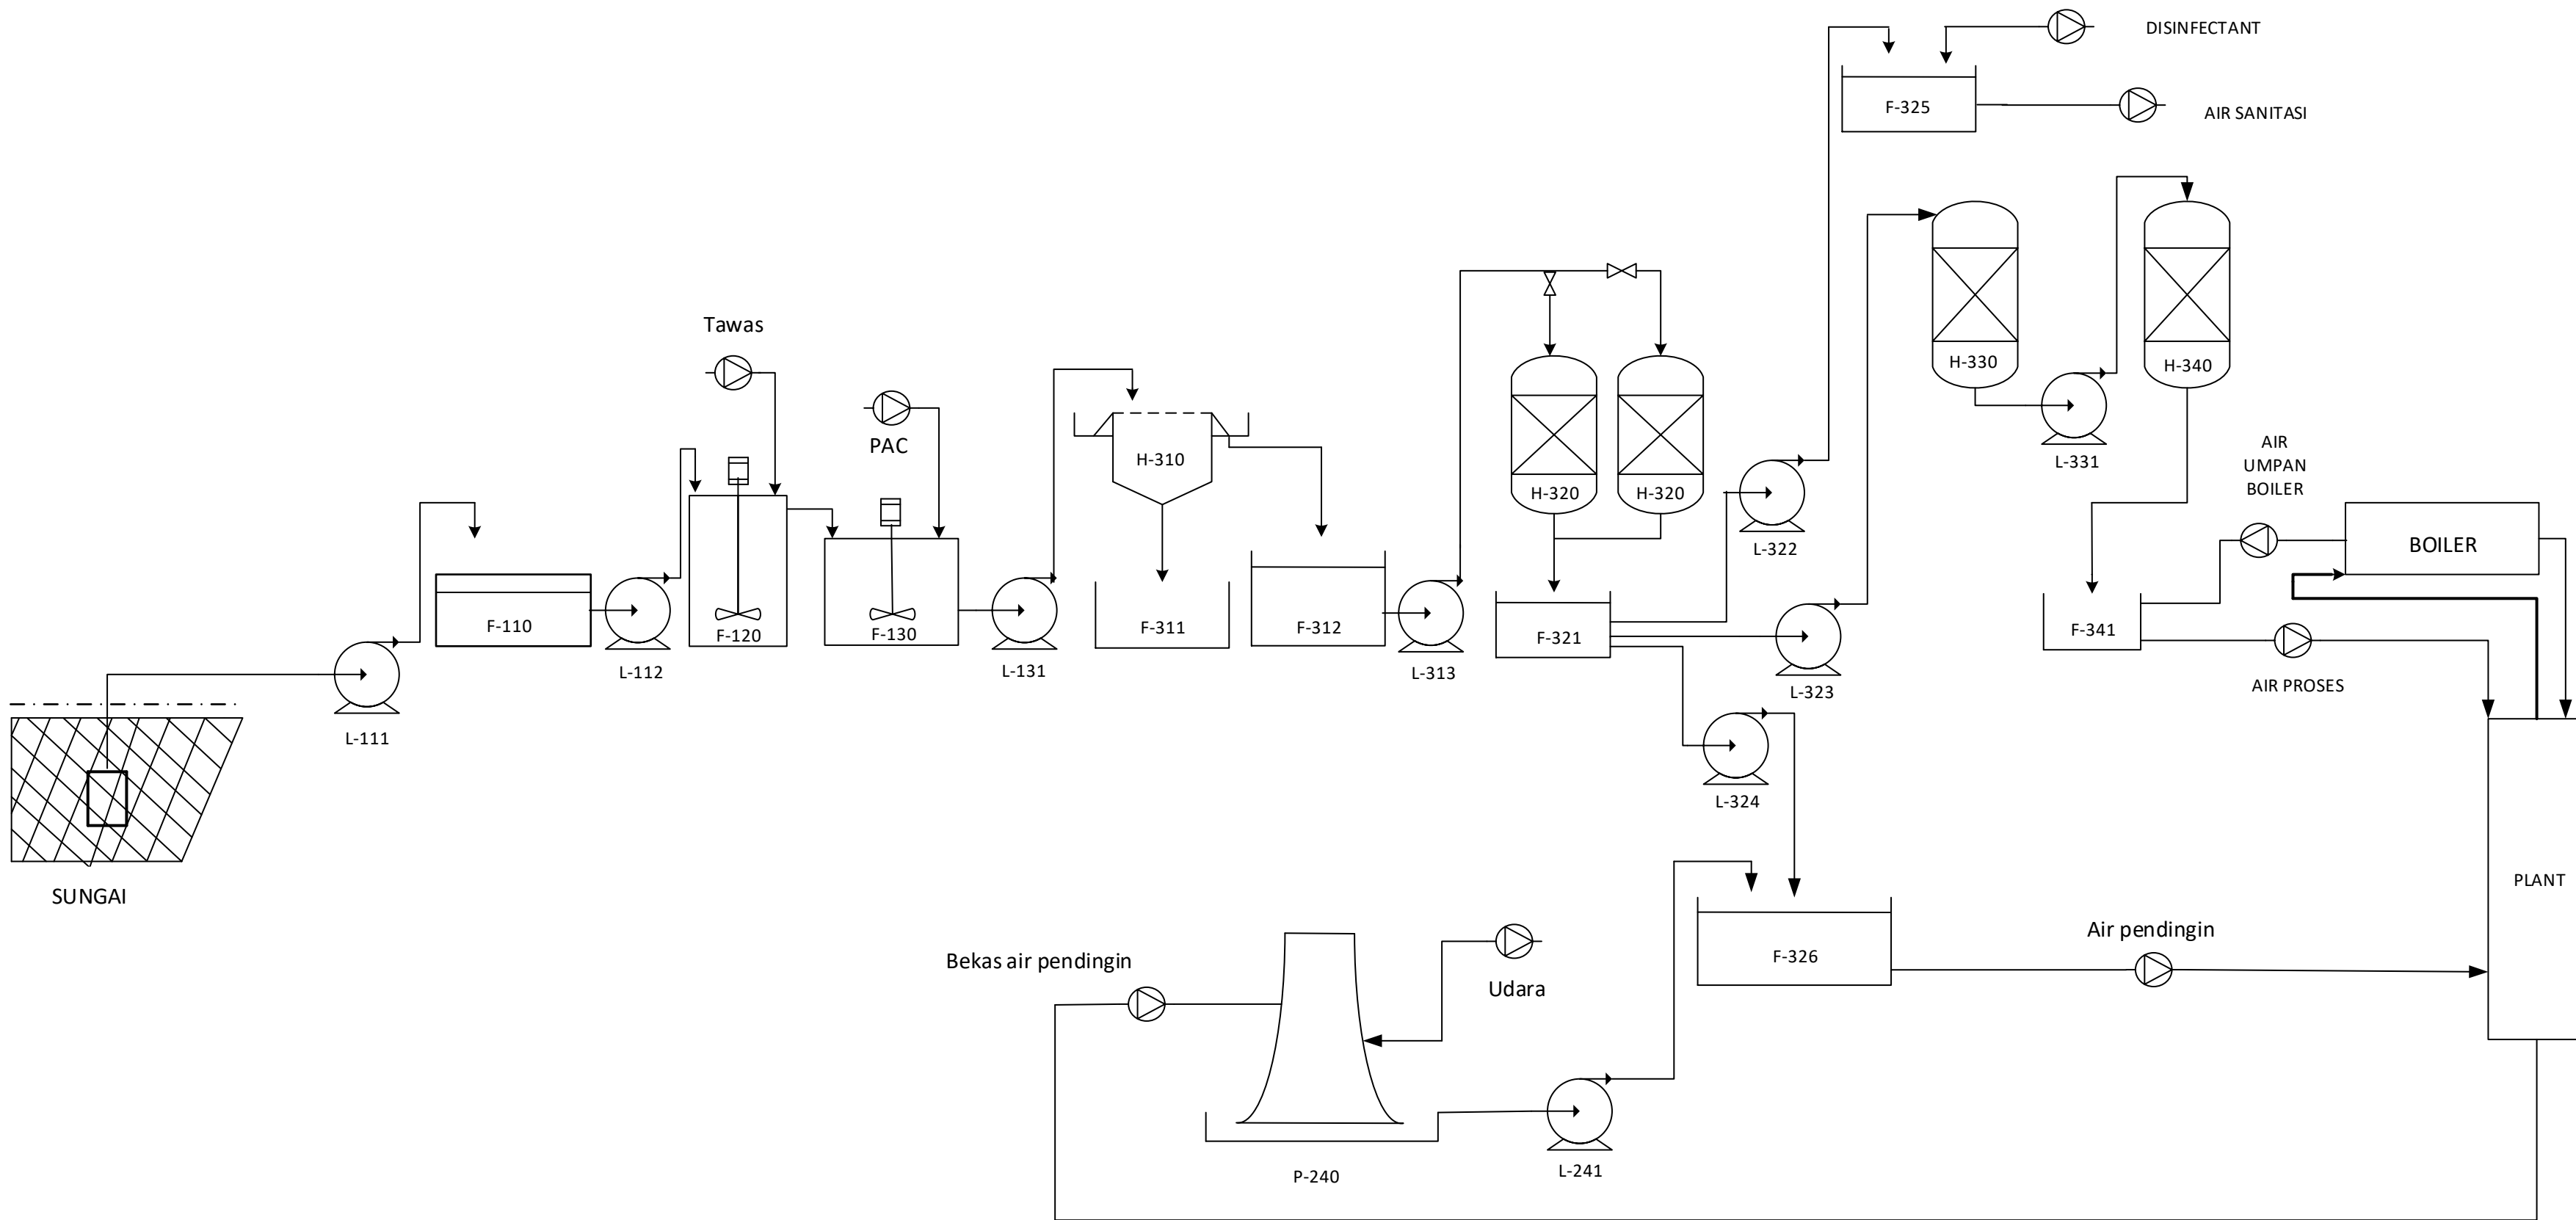 DISINFECTANT
F-325
AIR SANITASI
Tawas
PAC
H-310
H-320
H-320
H-330
H-340
L-331
L-322
AIR
UMPAN
BOILER
BOILER
F-110
F-120
F-130
F-311
F-312
F-321
F-341
L-111
L-112
L-131
L-313
L-323
AIR PROSES
L-324
SUNGAI
PLANT
Bekas air pendingin
Udara
F-326
Air pendingin
P-240
L-241